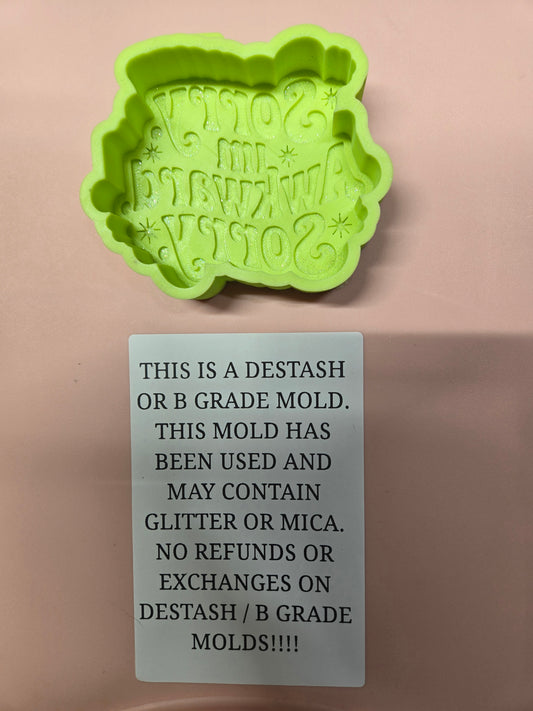 SORRY
IM
AWKWARD
SORRY
THIS IS A DESTASH
OR B GRADE MOLD.
THIS MOLD HAS
BEEN USED AND
MAY CONTAIN
GLITTER OR MICA.
NO REFUNDS OR
EXCHANGES ON
DESTASH / B GRADE
MOLDS!!!!